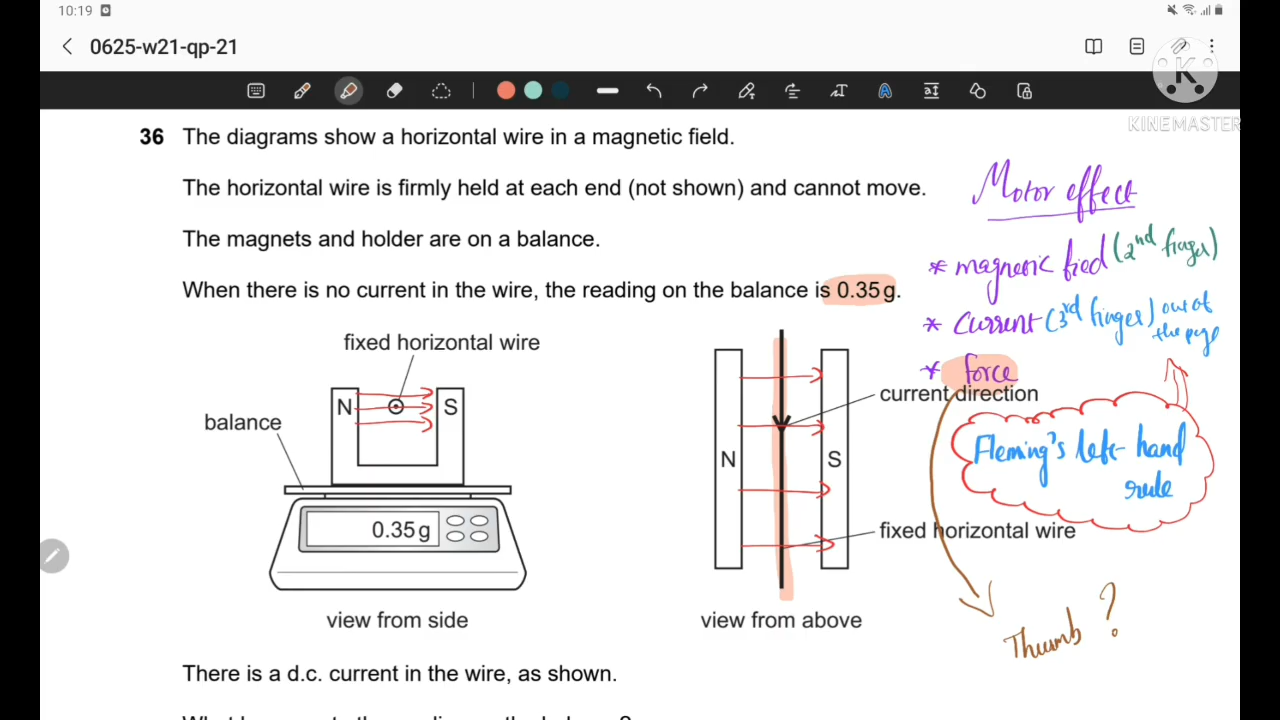 10:19
0625-w21-qp-21
KINEMASTER
36 The diagrams show a horizontal wire in a magnetic field.
The horizontal wire is firmly held at each end (not shown) and cannot move.
The magnets and holder are on a balance.
When there is no current in the wire, the reading on the balance is 0.35 g.
Motor effect
* magnetic fied (2nd finger)
* Current (3rd finger) out of the page
* force
fixed horizontal wire
N S
balance
0.35 g
view from side
current direction
N S
fixed horizontal wire
view from above
Fleming's left-hand rule
Thumb ?
There is a d.c. current in the wire, as shown.